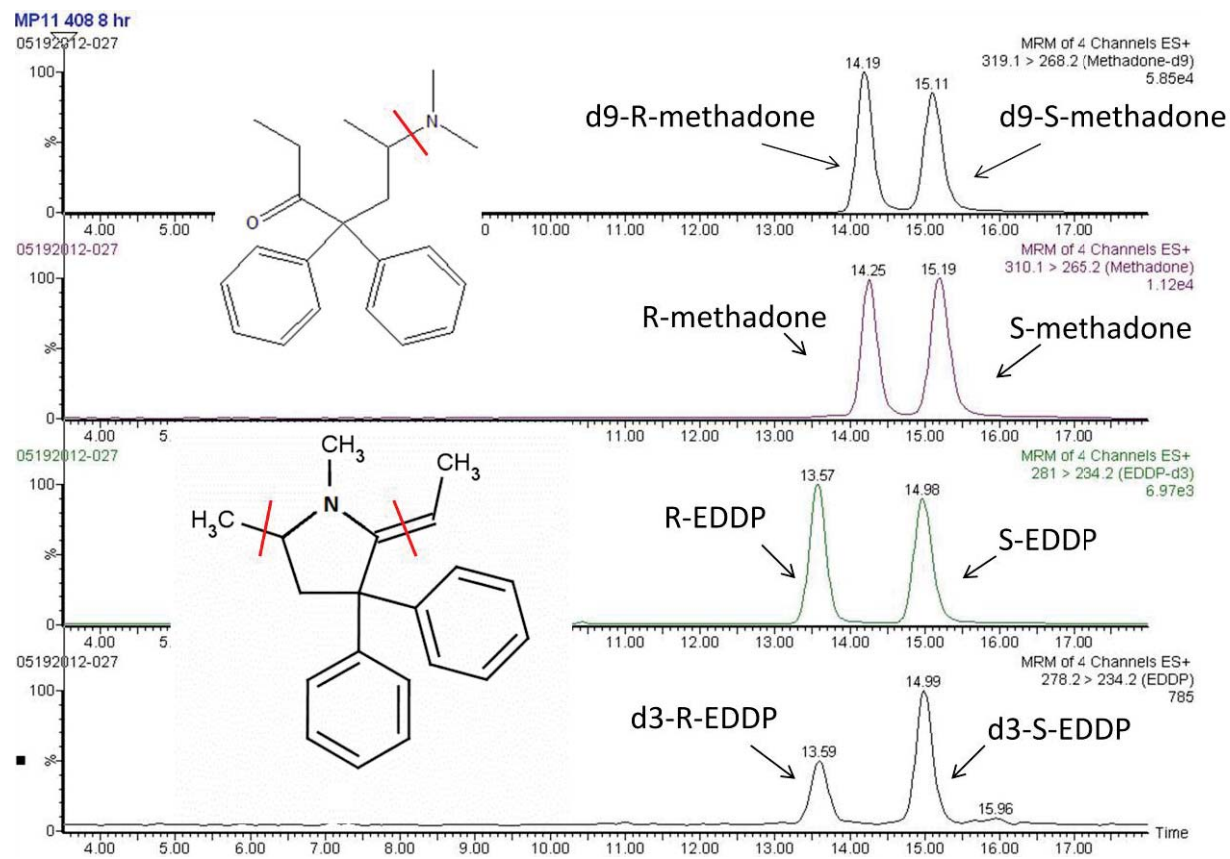 MP11 408 8 hr
05192012-027
MRM of 4 Channels ES+
319.1 > 268.2 (Methadone-d9)
5.85e4
100
%
0
14.19
15.11
d9-R-methadone
d9-S-methadone
N
O
4.00 5.00 0 10.00 11.00 12.00 13.00 14.00 15.00 16.00 17.00
05192012-027
MRM of 4 Channels ES+
310.1 > 265.2 (Methadone)
1.12e4
100
%
0
14.25
15.19
R-methadone
S-methadone
4.00 5. 11.00 12.00 13.00 14.00 15.00 16.00 17.00
05192012-027
MRM of 4 Channels ES+
281 > 234.2 (EDDP-d3)
6.97e3
100
%
0
13.57
14.98
R-EDDP
S-EDDP
CH3
CH3
N
H3C
4.00 5. 11.00 12.00 13.00 14.00 15.00 16.00 17.00
05192012-027
MRM of 4 Channels ES+
278.2 > 234.2 (EDDP)
785
100
%
0
13.59
14.99
15.96
d3-R-EDDP
d3-S-EDDP
Time
4.00 5.00 6.00 7.00 8.00 9.00 10.00 11.00 12.00 13.00 14.00 15.00 16.00 17.00